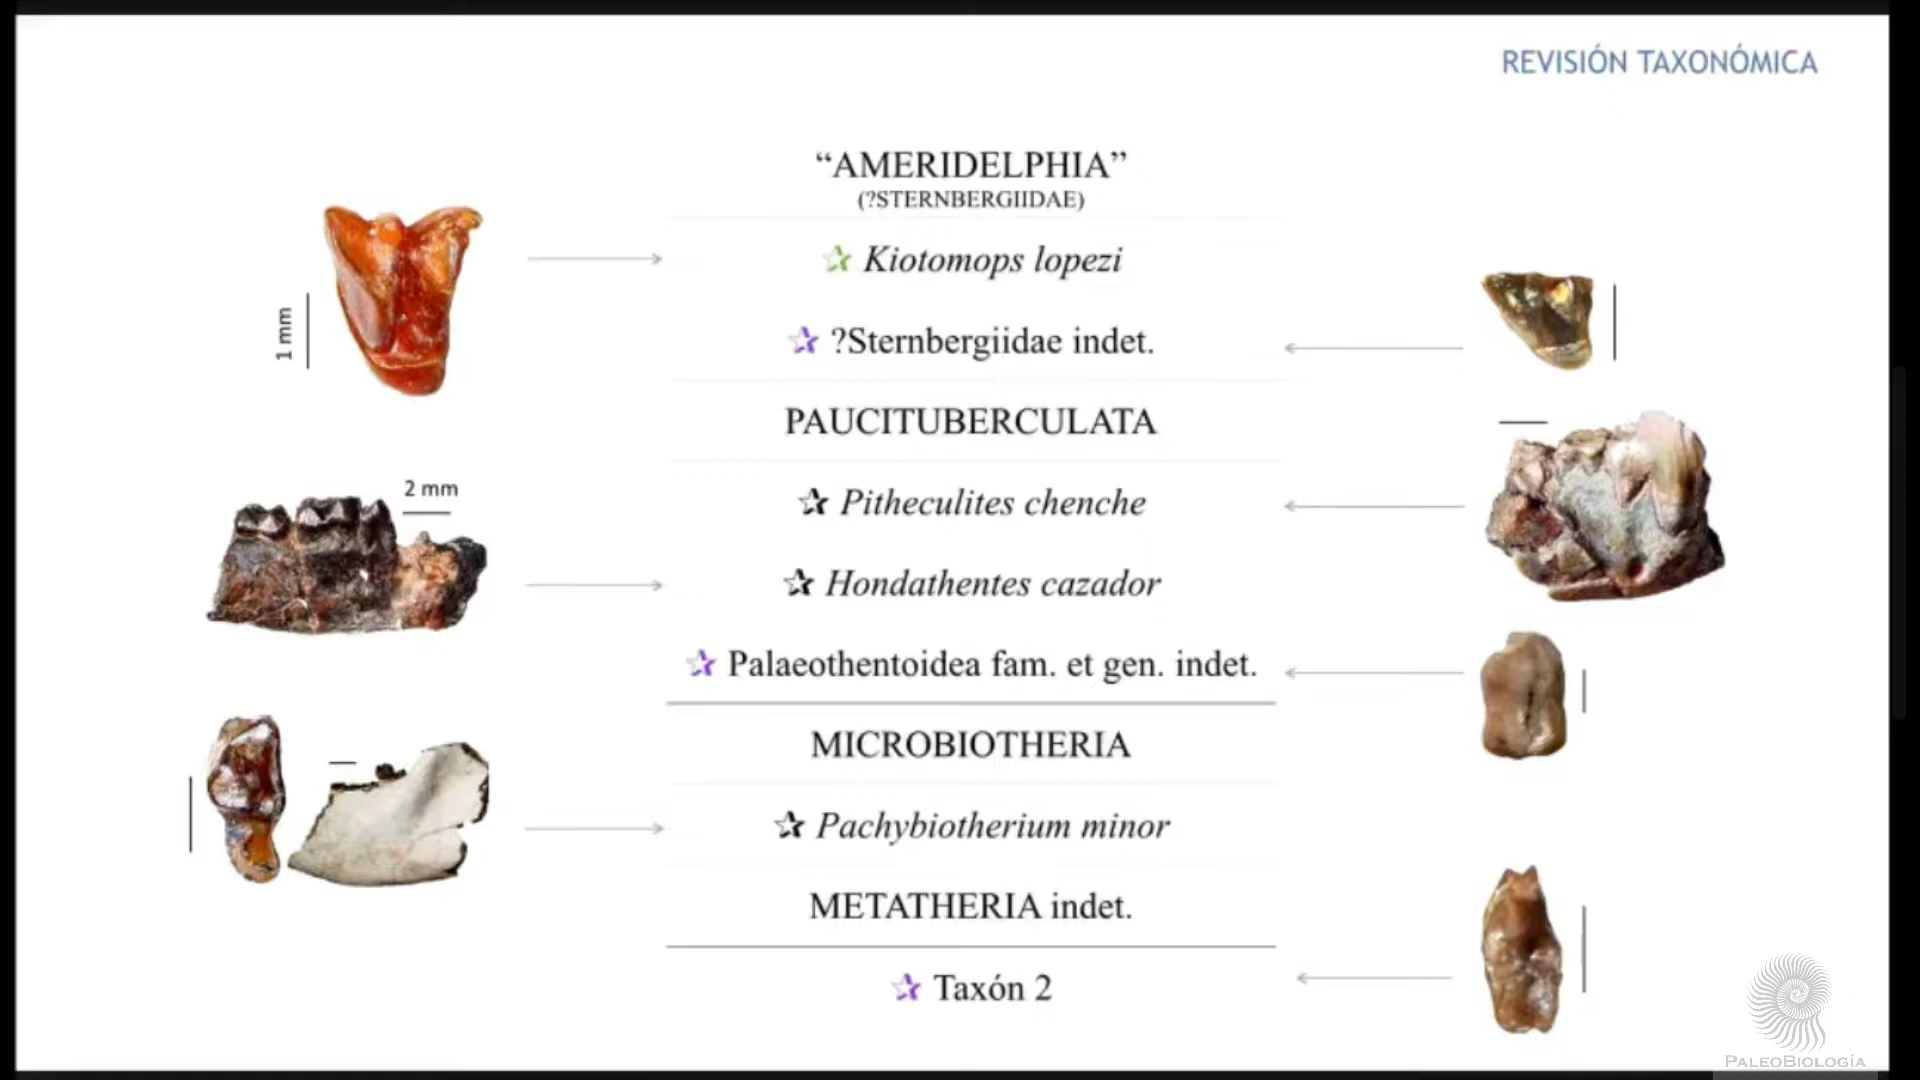 REVISIÓN TAXONÓMICA
“AMERIDELPHIA”
(?STERNBERGIIDAE)
Kiotomops lopezi
1 mm
?Sternbergiidae indet.
PAUCITUBERCULATA
2 mm
Pitheculites chenche
Hondathentes cazador
Palaeothentoidea fam. et gen. indet.
MICROBIOTHERIA
Pachybiotherium minor
METATHERIA indet.
Taxón 2
PALEOBIOLOGÍA